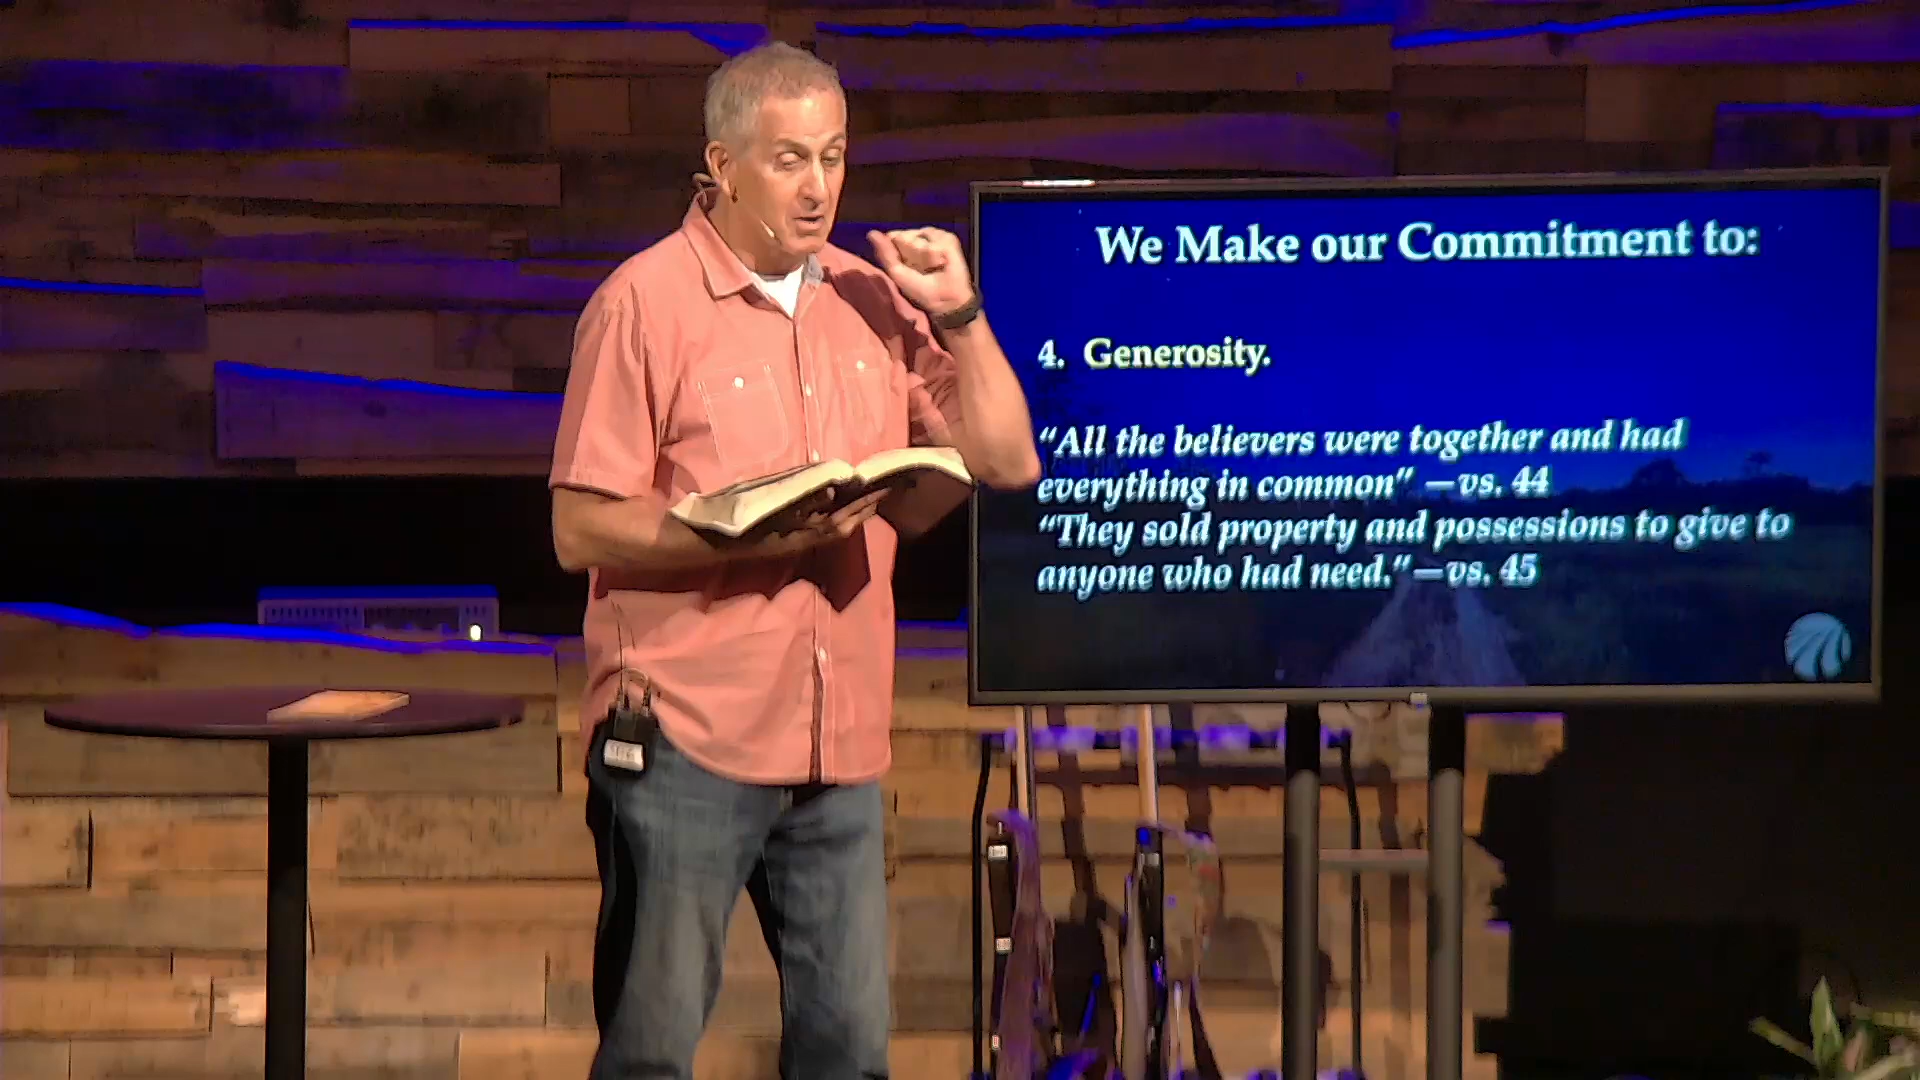 We Make our Commitment to:
4. Generosity.
“All the believers were together and had
everything in common” —vs. 44
“They sold property and possessions to give to
anyone who had need.”—vs. 45